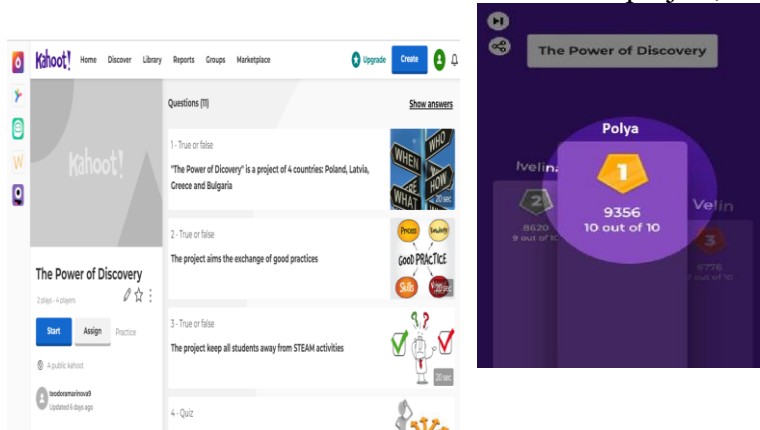 Kahoot!
Home Discover Library Reports Groups Marketplace
Upgrade
Create
Kahoot!
The Power of Discovery
2 plays · 4 players
Start
Assign
Practice
A public kahoot
teodoramarinova9
Updated 6 days ago
Questions (11)
Show answers
1 - True or false
"The Power of Dicovery" is a project of 4 countries: Poland, Latvia,
Greece and Bulgaria
WHEN
WHO
HOW
WHAT
20 sec
2 - True or false
The project aims the exchange of good practices
Process
GOOD PRACTICE
Skills
20 sec
3 - True or false
The project keep all students away from STEAM activities
20 sec
4 - Quiz
The Power of Discovery
Polya
1
9356
10 out of 10
Ivelina
2
8620
9 out of 10
Velin
3
6776